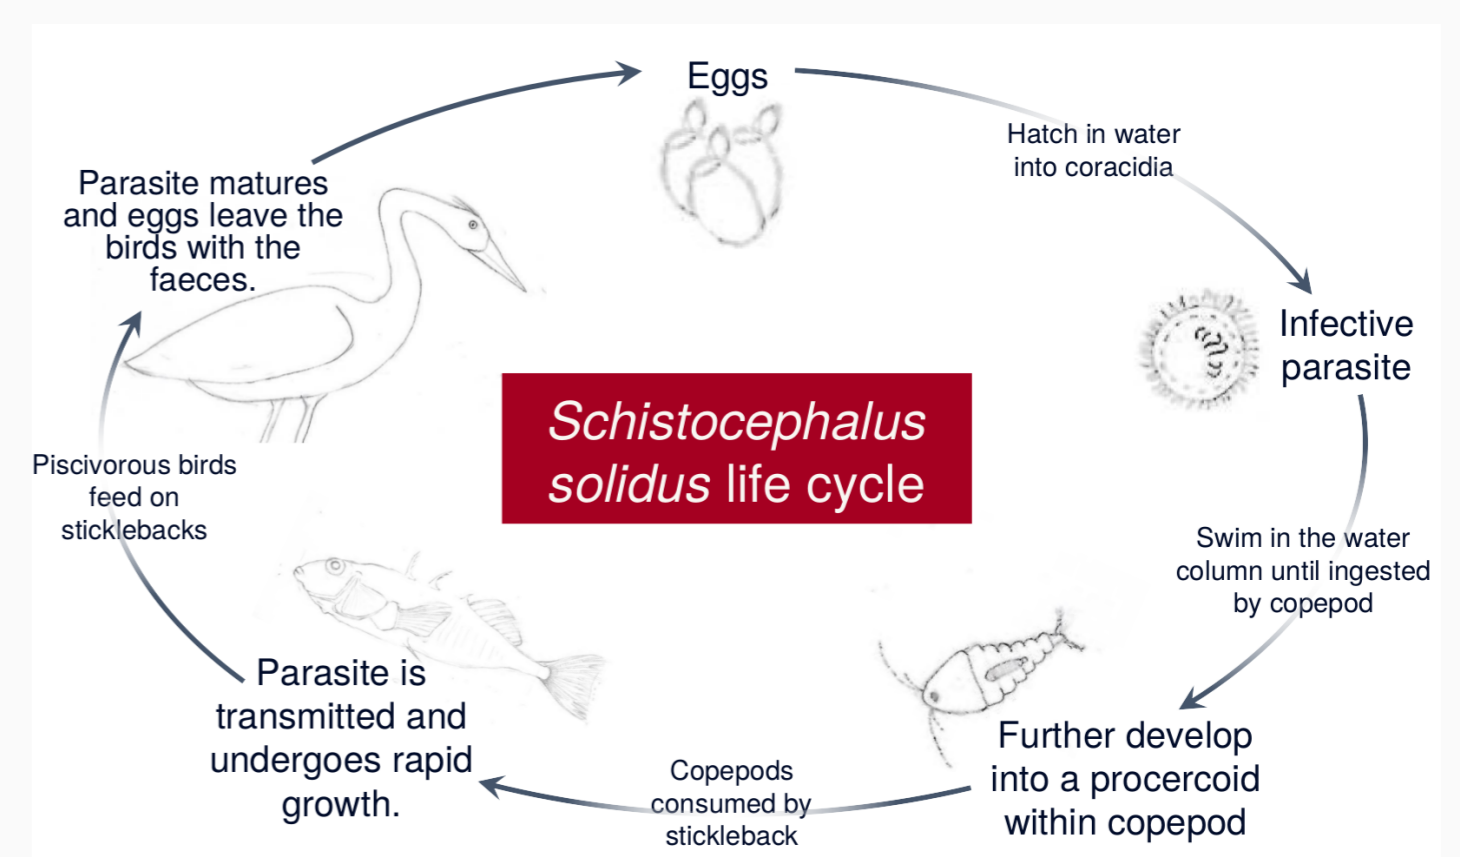 Eggs
Hatch in water
into coracidia
Infective
parasite
Swim in the water
column until ingested
by copepod
Further develop
into a procercoid
within copepod
Copepods
consumed by
stickleback
Parasite is
transmitted and
undergoes rapid
growth.
Piscivorous birds
feed on
sticklebacks
Parasite matures
and eggs leave the
birds with the
faeces.
Schistocephalus
solidus life cycle